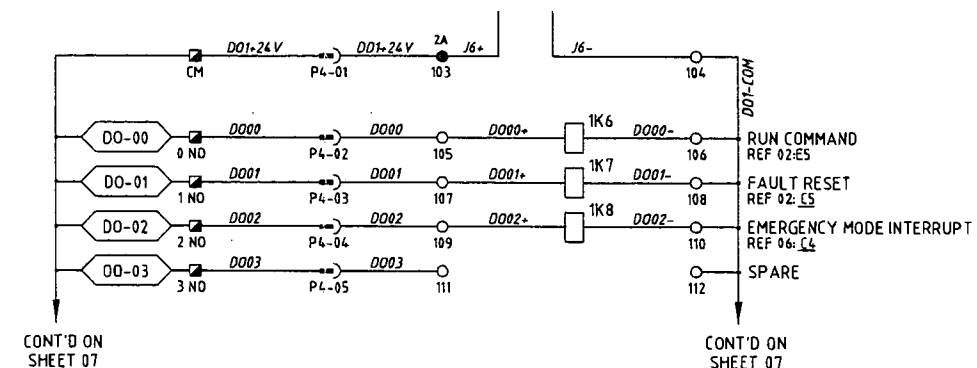 DO1+24V
DO1+24V
2A
J6+
J6-
CM
P4-01
103
104
DO1-COM
DO-00
DO00
DO00
DO00+
1K6
DO00-
RUN COMMAND
0 NO
P4-02
105
106
REF 02:E5
DO-01
DO01
DO01
DO01+
1K7
DO01-
FAULT RESET
1 NO
P4-03
107
108
REF 02: C5
DO-02
DO02
DO02
DO02+
1K8
DO02-
EMERGENCY MODE INTERRUPT
2 NO
P4-04
109
110
REF 06: C4
DO-03
DO03
DO03
SPARE
3 NO
P4-05
111
112
CONT'D ON
SHEET 07
CONT'D ON
SHEET 07